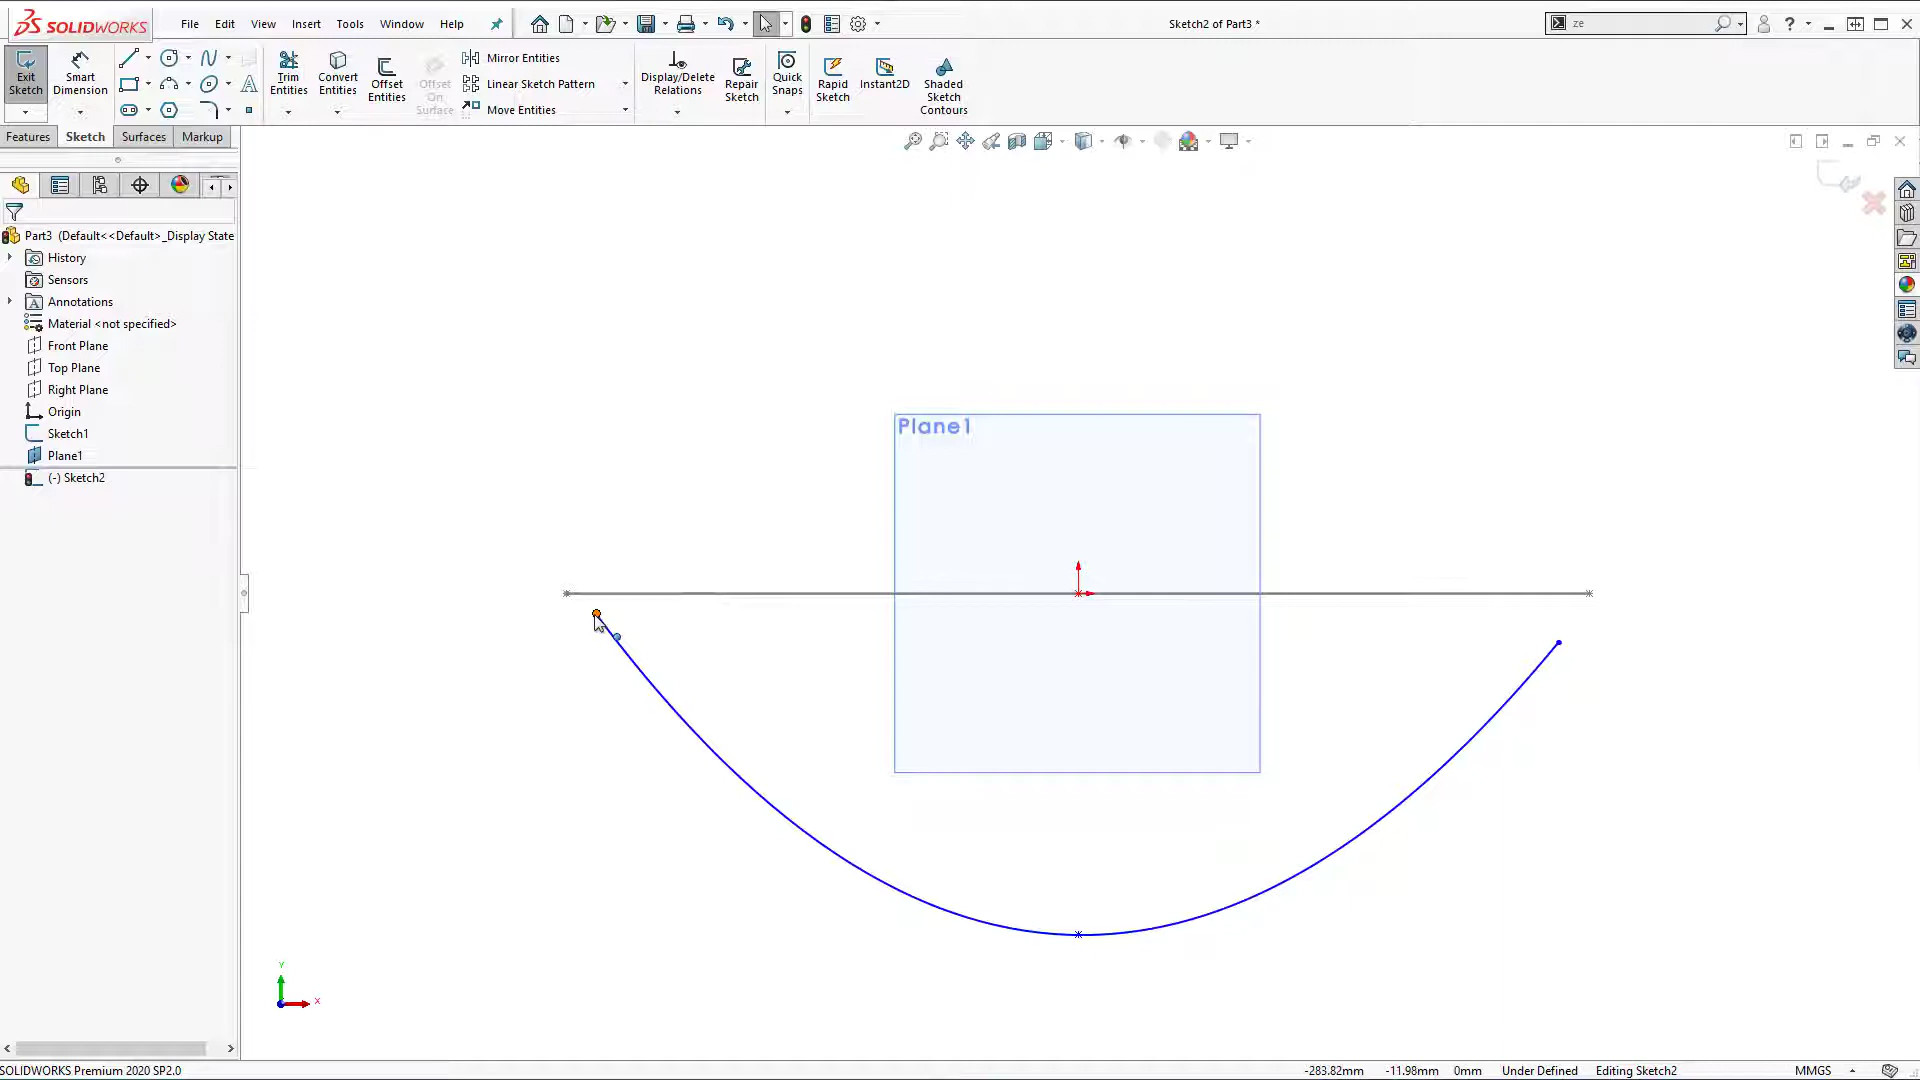 SOLIDWORKS
File Edit View Insert Tools Window Help
Sketch2 of Part3 *
ze
Exit Sketch
Smart Dimension
Trim Entities
Convert Entities
Offset Entities
Offset On Surface
Mirror Entities
Linear Sketch Pattern
Move Entities
Display/Delete Relations
Repair Sketch
Quick Snaps
Rapid Sketch
Instant2D
Shaded Sketch Contours
Features Sketch Surfaces Markup
Part3 (Default<<Default>_Display State
History
Sensors
Annotations
Material <not specified>
Front Plane
Top Plane
Right Plane
Origin
Sketch1
Plane1
(-) Sketch2
Plane1
Y
X
SOLIDWORKS Premium 2020 SP2.0
-283.82mm -11.98mm 0mm Under Defined Editing Sketch2 MMGS